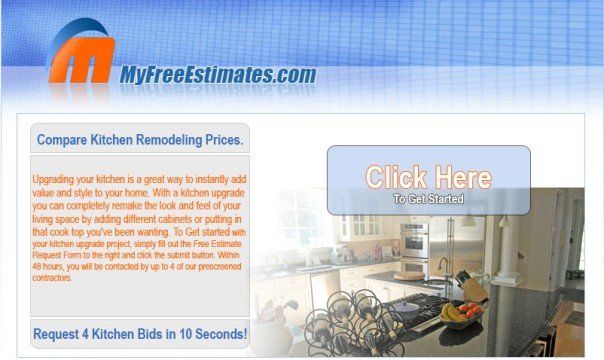 MyFreeEstimates.com
Compare Kitchen Remodeling Prices.
Upgrading your kitchen is a great way to instantly add
value and style to your home. With a kitchen upgrade
you can completely remake the look and feel of your
living space by adding different cabinets or putting in
that cook top you've been wanting. To Get started with
your kitchen upgrade project, simply fill out the Free Estimate
Request Form to the right and click the submit button. Within
48 hours, you will be contacted by up to 4 of our prescreened
contractors.
Request 4 Kitchen Bids in 10 Seconds!
Click Here
To Get Started